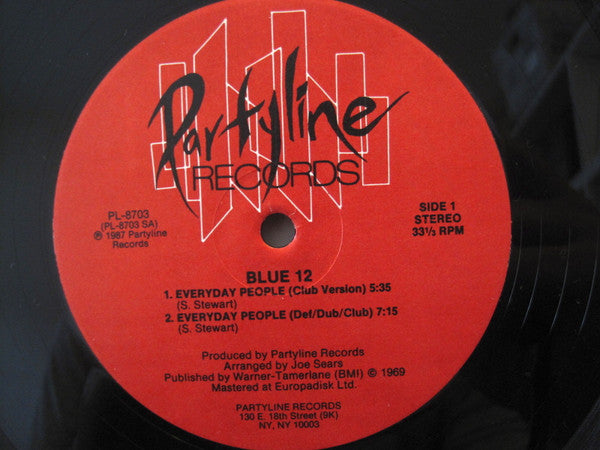 Partyline
RECORDS
PL-8703
(PL-8703 SA)
℗ 1987 Partyline
Records
SIDE 1
STEREO
33⅓ RPM
BLUE 12
1. EVERYDAY PEOPLE (Club Version) 5:35
(S. Stewart)
2. EVERYDAY PEOPLE (Def/Dub/Club) 7:15
(S. Stewart)
Produced by Partyline Records
Arranged by Joe Sears
Published by Warner-Tamerlane (BMI) © 1969
Mastered at Europadisk Ltd.
PARTYLINE RECORDS
130 E. 18th Street (9K)
NY, NY 10003